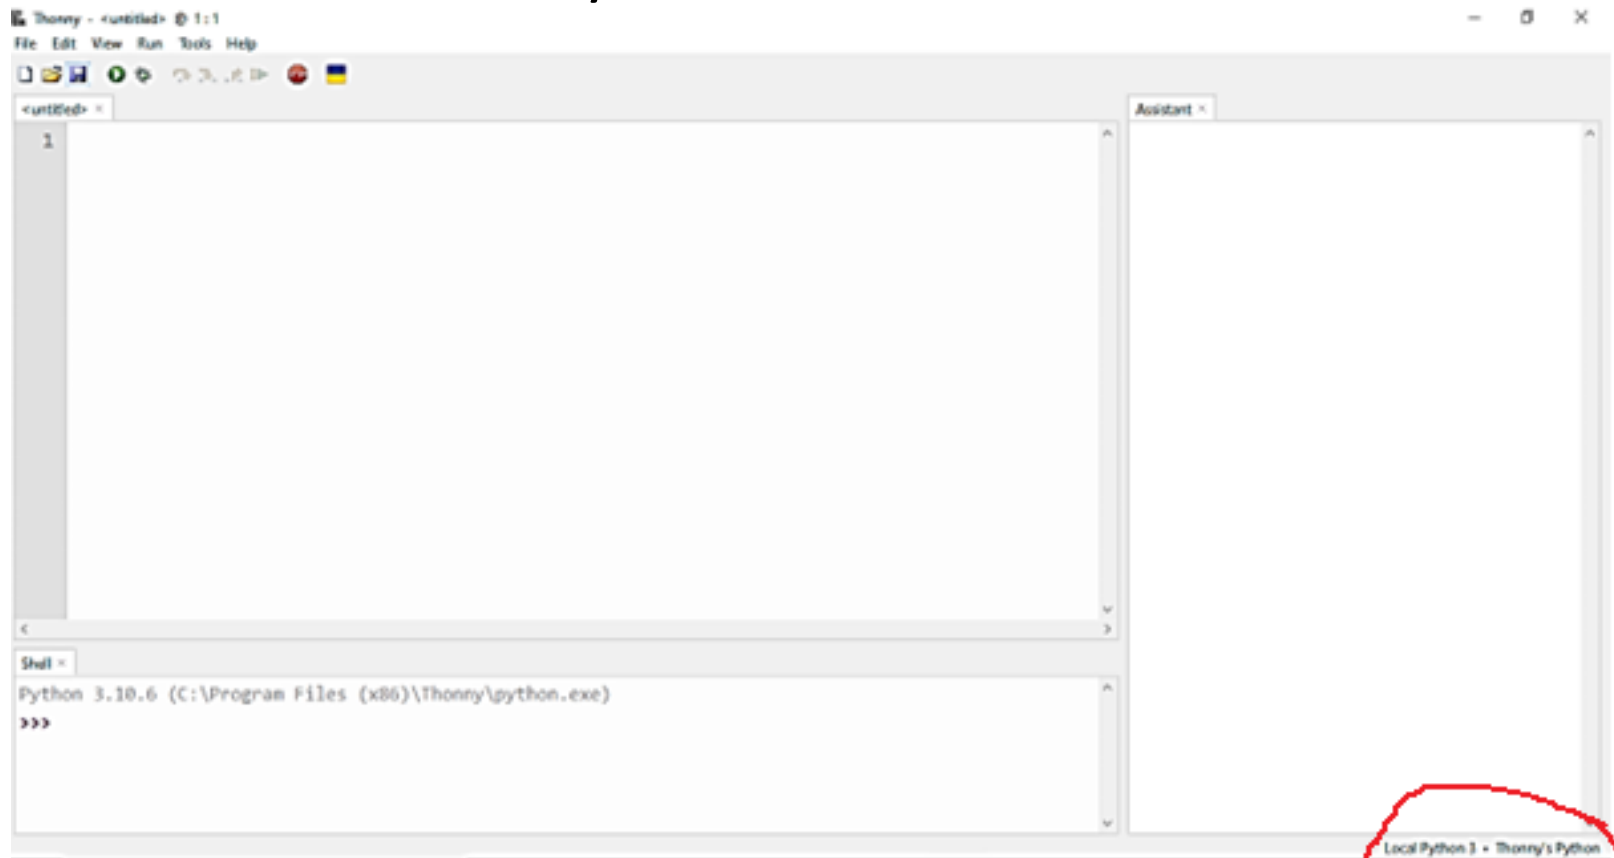 Thonny - <untitled> @ 1:1
File Edit View Run Tools Help
<untitled> ×
Assistant ×
1
Shell ×
Python 3.10.6 (C:\Program Files (x86)\Thonny\python.exe)
>>>
Local Python 3 • Thonny's Python